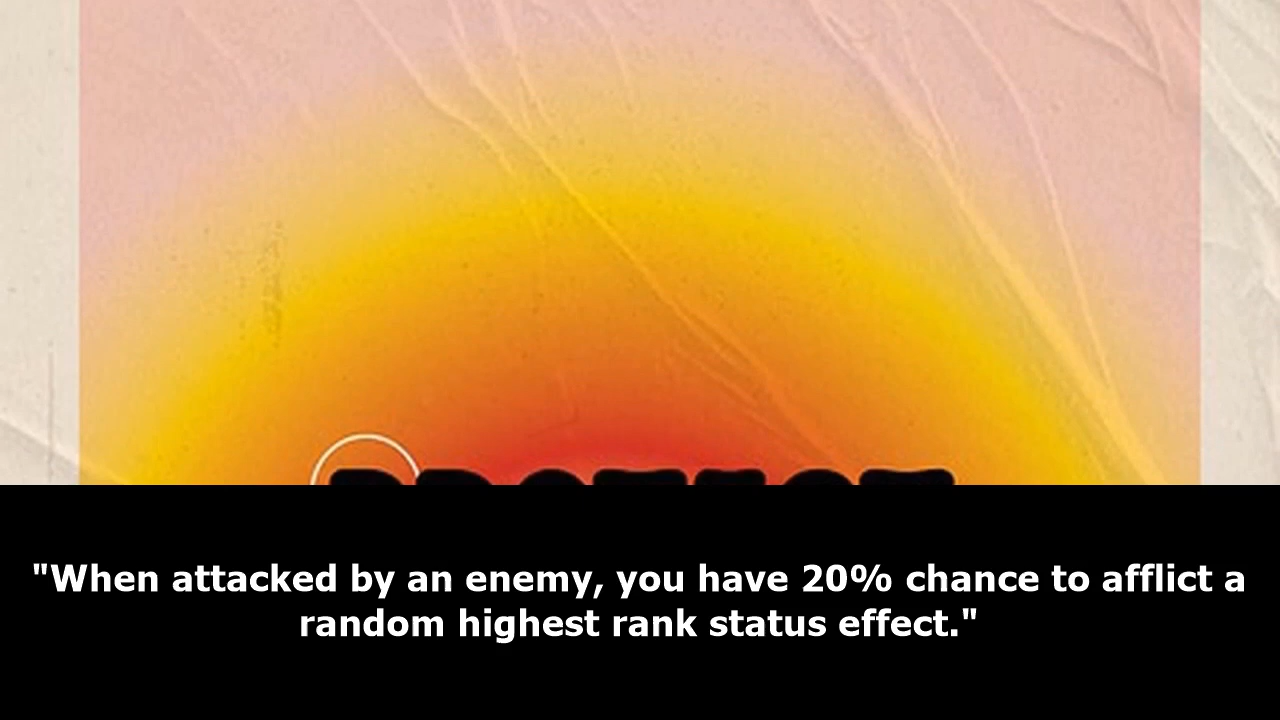 "When attacked by an enemy, you have 20% chance to afflict a
random highest rank status effect."